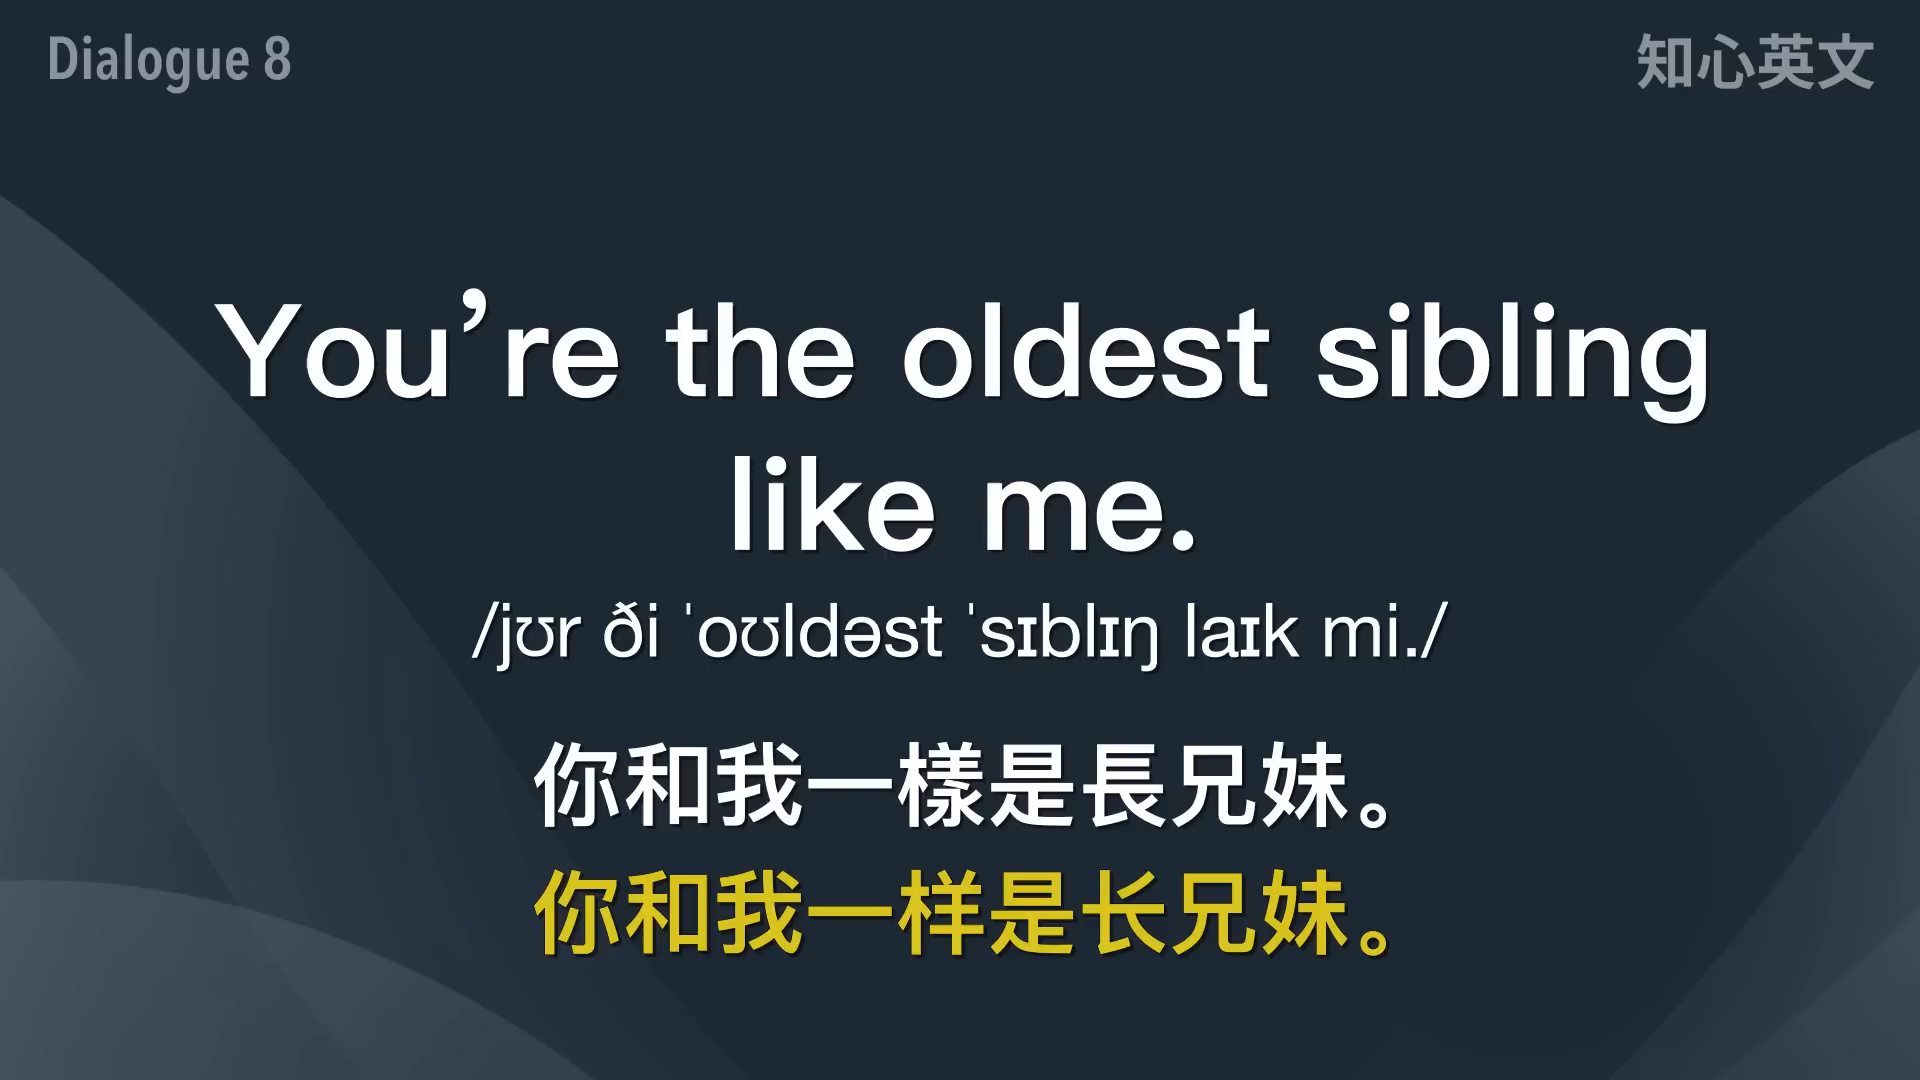 Dialogue 8
知心英文
You’re the oldest sibling
like me.
/jʊr ði ˈoʊldəst ˈsɪblɪŋ laɪk mi./
你和我一樣是長兄妹。
你和我一样是长兄妹。